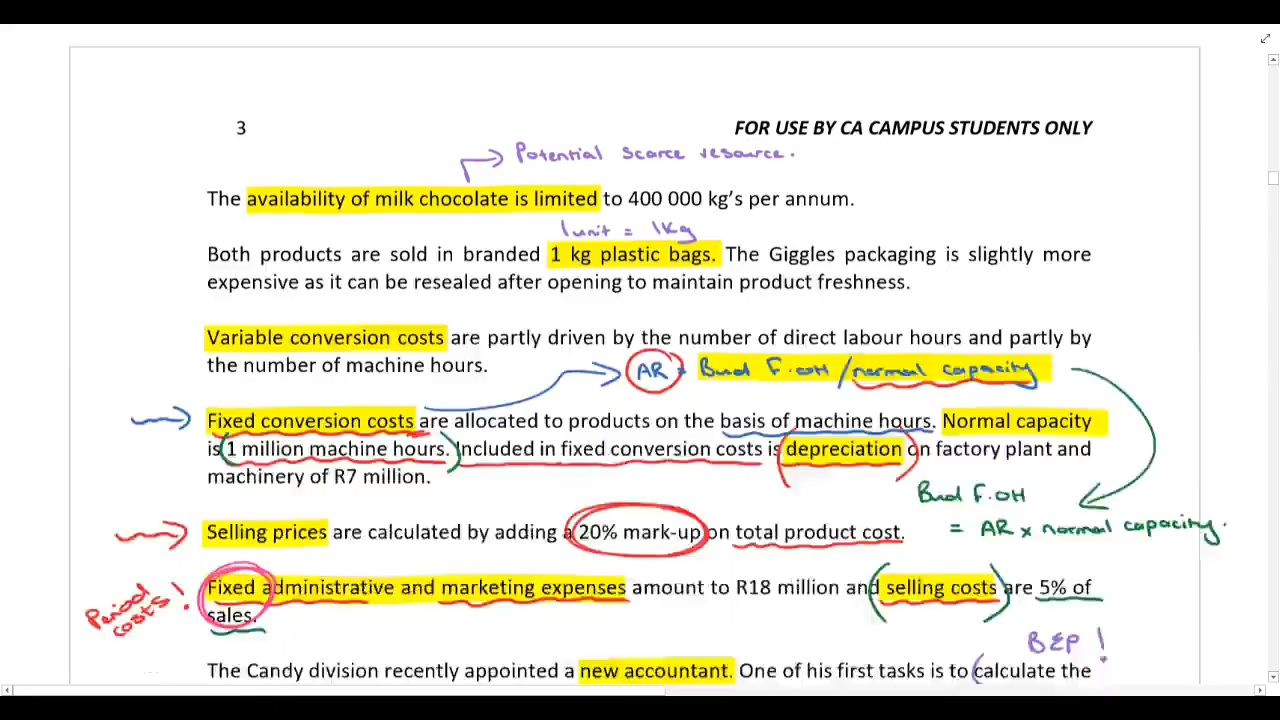 3
FOR USE BY CA CAMPUS STUDENTS ONLY
Potential scarce resource.
The availability of milk chocolate is limited to 400 000 kg's per annum.
1 unit = 1kg
Both products are sold in branded 1 kg plastic bags. The Giggles packaging is slightly more
expensive as it can be resealed after opening to maintain product freshness.
Variable conversion costs are partly driven by the number of direct labour hours and partly by
the number of machine hours.
AR = Bud F.OH / normal capacity
Fixed conversion costs are allocated to products on the basis of machine hours. Normal capacity
is 1 million machine hours. Included in fixed conversion costs is depreciation on factory plant and
machinery of R7 million.
Bud F.OH
= AR x normal capacity.
Selling prices are calculated by adding a 20% mark-up on total product cost.
Period costs!
Fixed administrative and marketing expenses amount to R18 million and selling costs are 5% of
sales.
BEP!
The Candy division recently appointed a new accountant. One of his first tasks is to calculate the